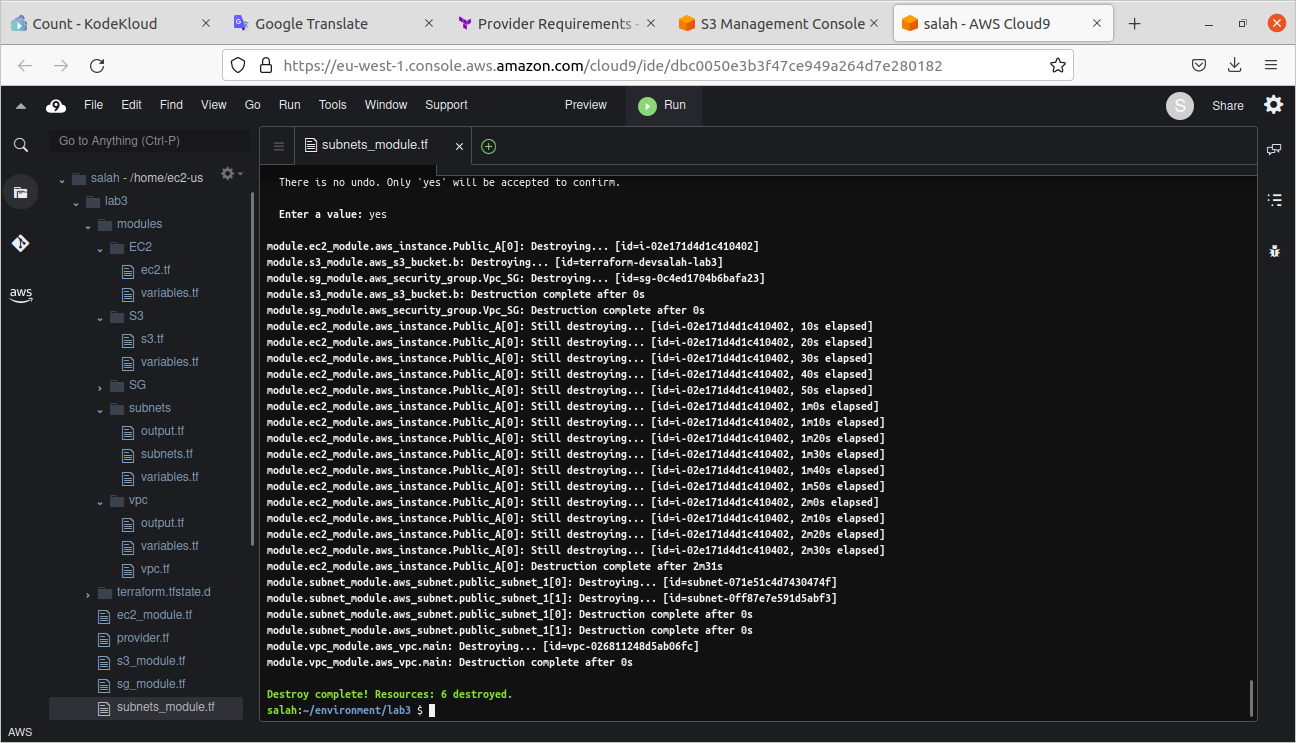 Count - KodeKloud
Google Translate
Provider Requirements -
S3 Management Console
salah - AWS Cloud9
https://eu-west-1.console.aws.amazon.com/cloud9/ide/dbc0050e3b3f47ce949a264d7e280182
9 File Edit Find View Go Run Tools Window Support Preview Run S Share
Go to Anything (Ctrl-P)
subnets_module.tf
salah - /home/ec2-us
lab3
modules
EC2
ec2.tf
variables.tf
aws
S3
s3.tf
variables.tf
SG
subnets
output.tf
subnets.tf
variables.tf
vpc
output.tf
variables.tf
vpc.tf
terraform.tfstate.d
ec2_module.tf
provider.tf
s3_module.tf
sg_module.tf
subnets_module.tf
AWS
There is no undo. Only 'yes' will be accepted to confirm.
Enter a value: yes
module.ec2_module.aws_instance.Public_A[0]: Destroying... [id=i-02e171d4d1c410402]
module.s3_module.aws_s3_bucket.b: Destroying... [id=terraform-devsalah-lab3]
module.sg_module.aws_security_group.Vpc_SG: Destroying... [id=sg-0c4ed1704b6bafa23]
module.s3_module.aws_s3_bucket.b: Destruction complete after 0s
module.sg_module.aws_security_group.Vpc_SG: Destruction complete after 0s
module.ec2_module.aws_instance.Public_A[0]: Still destroying... [id=i-02e171d4d1c410402, 10s elapsed]
module.ec2_module.aws_instance.Public_A[0]: Still destroying... [id=i-02e171d4d1c410402, 20s elapsed]
module.ec2_module.aws_instance.Public_A[0]: Still destroying... [id=i-02e171d4d1c410402, 30s elapsed]
module.ec2_module.aws_instance.Public_A[0]: Still destroying... [id=i-02e171d4d1c410402, 40s elapsed]
module.ec2_module.aws_instance.Public_A[0]: Still destroying... [id=i-02e171d4d1c410402, 50s elapsed]
module.ec2_module.aws_instance.Public_A[0]: Still destroying... [id=i-02e171d4d1c410402, 1m0s elapsed]
module.ec2_module.aws_instance.Public_A[0]: Still destroying... [id=i-02e171d4d1c410402, 1m10s elapsed]
module.ec2_module.aws_instance.Public_A[0]: Still destroying... [id=i-02e171d4d1c410402, 1m20s elapsed]
module.ec2_module.aws_instance.Public_A[0]: Still destroying... [id=i-02e171d4d1c410402, 1m30s elapsed]
module.ec2_module.aws_instance.Public_A[0]: Still destroying... [id=i-02e171d4d1c410402, 1m40s elapsed]
module.ec2_module.aws_instance.Public_A[0]: Still destroying... [id=i-02e171d4d1c410402, 1m50s elapsed]
module.ec2_module.aws_instance.Public_A[0]: Still destroying... [id=i-02e171d4d1c410402, 2m0s elapsed]
module.ec2_module.aws_instance.Public_A[0]: Still destroying... [id=i-02e171d4d1c410402, 2m10s elapsed]
module.ec2_module.aws_instance.Public_A[0]: Still destroying... [id=i-02e171d4d1c410402, 2m20s elapsed]
module.ec2_module.aws_instance.Public_A[0]: Still destroying... [id=i-02e171d4d1c410402, 2m30s elapsed]
module.ec2_module.aws_instance.Public_A[0]: Destruction complete after 2m31s
module.subnet_module.aws_subnet.public_subnet_1[0]: Destroying... [id=subnet-071e51c4d7430474f]
module.subnet_module.aws_subnet.public_subnet_1[1]: Destroying... [id=subnet-0ff87e7e591d5abf3]
module.subnet_module.aws_subnet.public_subnet_1[0]: Destruction complete after 0s
module.subnet_module.aws_subnet.public_subnet_1[1]: Destruction complete after 0s
module.vpc_module.aws_vpc.main: Destroying... [id=vpc-026811248d5ab06fc]
module.vpc_module.aws_vpc.main: Destruction complete after 0s
Destroy complete! Resources: 6 destroyed.
salah:~/environment/lab3 $